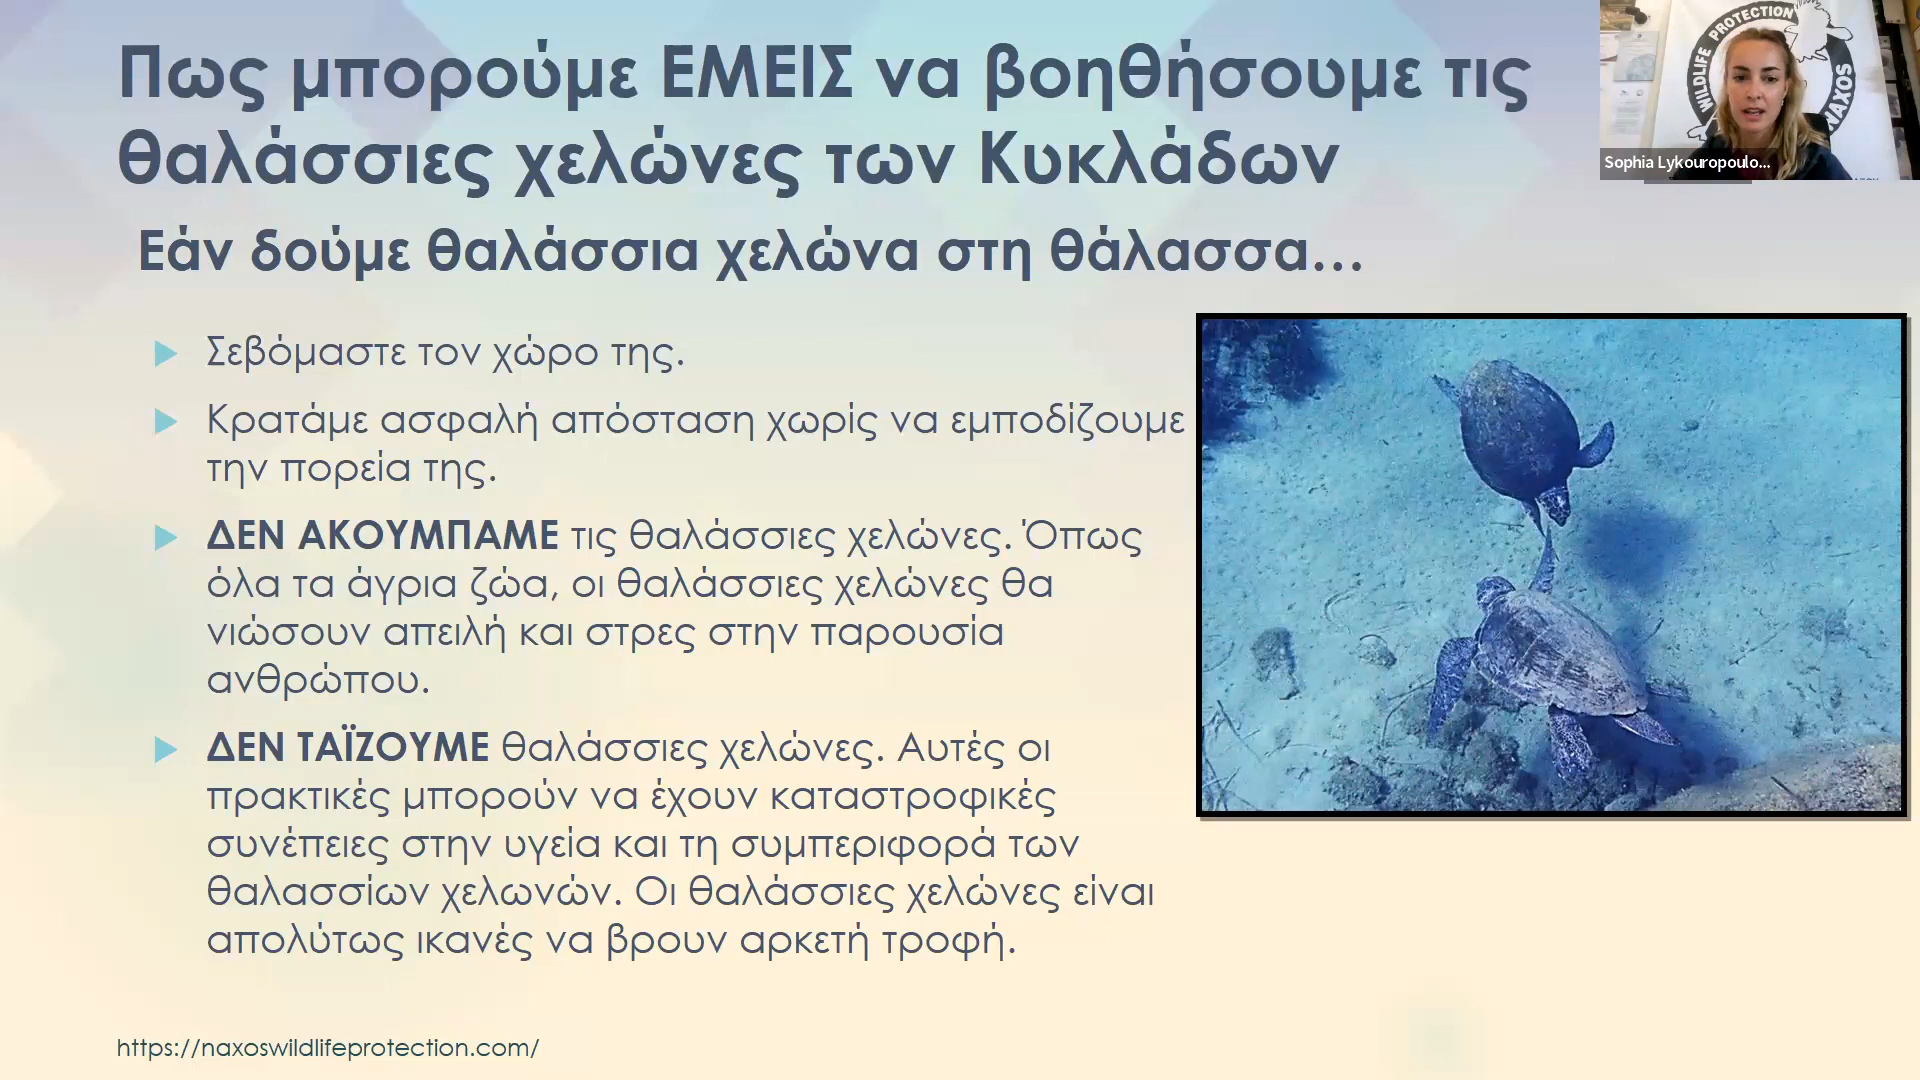 Πως μπορούμε ΕΜΕΙΣ να βοηθήσουμε τις
θαλάσσιες χελώνες των Κυκλάδων
Εάν δούμε θαλάσσια χελώνα στη θάλασσα...
Σεβόμαστε τον χώρο της.
Κρατάμε ασφαλή απόσταση χωρίς να εμποδίζουμε
την πορεία της.
ΔΕΝ ΑΚΟΥΜΠΑΜΕ τις θαλάσσιες χελώνες. Όπως
όλα τα άγρια ζώα, οι θαλάσσιες χελώνες θα
νιώσουν απειλή και στρες στην παρουσία
ανθρώπου.
ΔΕΝ ΤΑΪΖΟΥΜΕ θαλάσσιες χελώνες. Αυτές οι
πρακτικές μπορούν να έχουν καταστροφικές
συνέπειες στην υγεία και τη συμπεριφορά των
θαλασσίων χελωνών. Οι θαλάσσιες χελώνες είναι
απολύτως ικανές να βρουν αρκετή τροφή.
https://naxoswildlifeprotection.com/
WILDLIFE PROTECTION
NAXOS
Sophia Lykouropoulo...